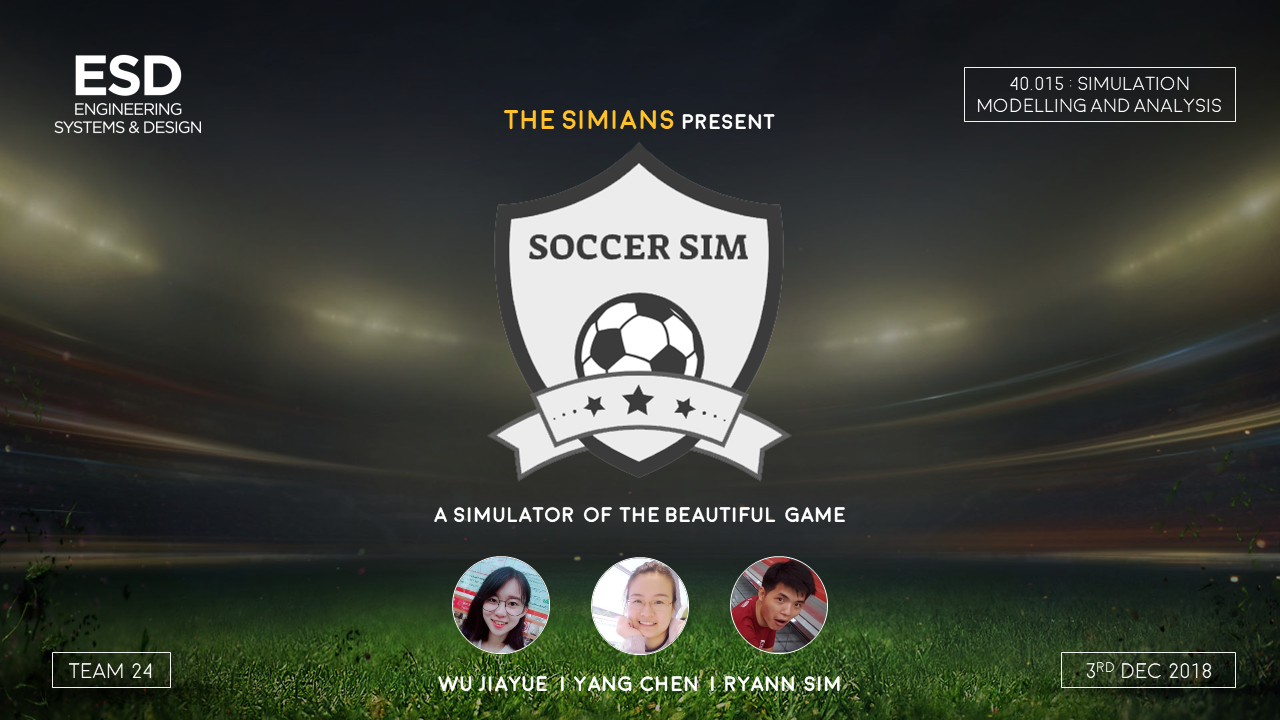 ESD
ENGINEERING
SYSTEMS & DESIGN
40.015 : SIMULATION
MODELLING AND ANALYSIS
THE SIMIANS PRESENT
SOCCER SIM
A SIMULATOR OF THE BEAUTIFUL GAME
WU JIAYUE | YANG CHEN | RYANN SIM
TEAM 24
3RD DEC 2018